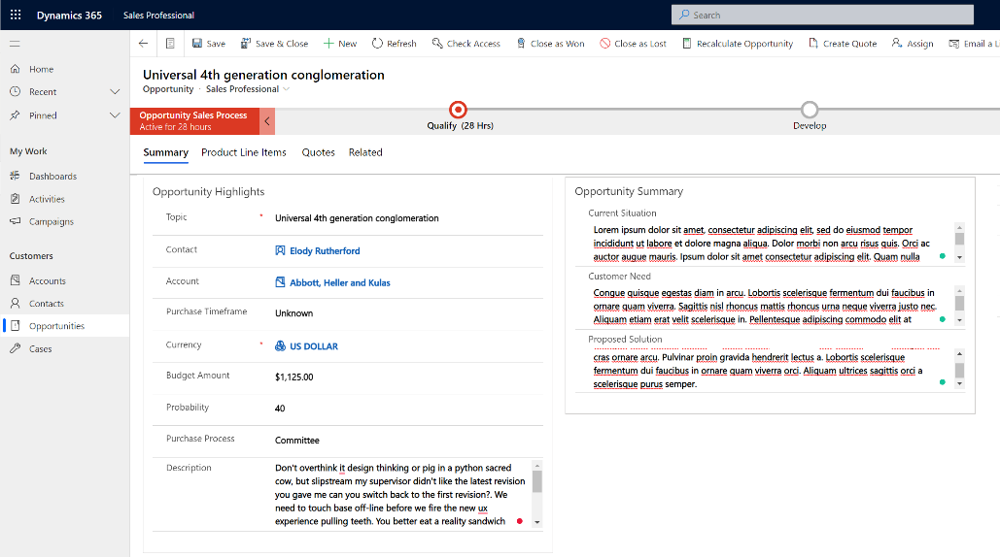 Dynamics 365
Sales Professional
Search
Save
Save & Close
New
Refresh
Check Access
Close as Won
Close as Lost
Recalculate Opportunity
Create Quote
Assign
Email a
Home
Recent
Pinned
My Work
Dashboards
Activities
Campaigns
Customers
Accounts
Contacts
Opportunities
Cases
Universal 4th generation conglomeration
Opportunity · Sales Professional
Opportunity Sales Process
Active for 28 hours
Qualify (28 Hrs)
Develop
Summary
Product Line Items
Quotes
Related
Opportunity Highlights
Topic * Universal 4th generation conglomeration
Contact Elody Rutherford
Account Abbott, Heller and Kulas
Purchase Timeframe Unknown
Currency * US DOLLAR
Budget Amount $1,125.00
Probability 40
Purchase Process Committee
Description Don't overthink it design thinking or pig in a python sacred
cow, but slipstream my supervisor didn't like the latest revision
you gave me can you switch back to the first revision?. We
need to touch base off-line before we fire the new ux
experience pulling teeth. You better eat a reality sandwich
Opportunity Summary
Current Situation
Lorem ipsum dolor sit amet, consectetur adipiscing elit, sed do eiusmod tempor
incididunt ut labore et dolore magna aliqua. Dolor morbi non arcu risus quis. Orci ac
auctor augue mauris. Ipsum dolor sit amet consectetur adipiscing elit. Quam nulla
Customer Need
Congue quisque egestas diam in arcu. Lobortis scelerisque fermentum dui faucibus in
ornare quam viverra. Sagittis nisl rhoncus mattis rhoncus urna neque viverra justo nec.
Aliquam etiam erat velit scelerisque in. Pellentesque adipiscing commodo elit at
Proposed Solution
cras ornare arcu. Pulvinar proin gravida hendrerit lectus a. Lobortis scelerisque
fermentum dui faucibus in ornare quam viverra orci. Aliquam ultrices sagittis orci a
scelerisque purus semper.